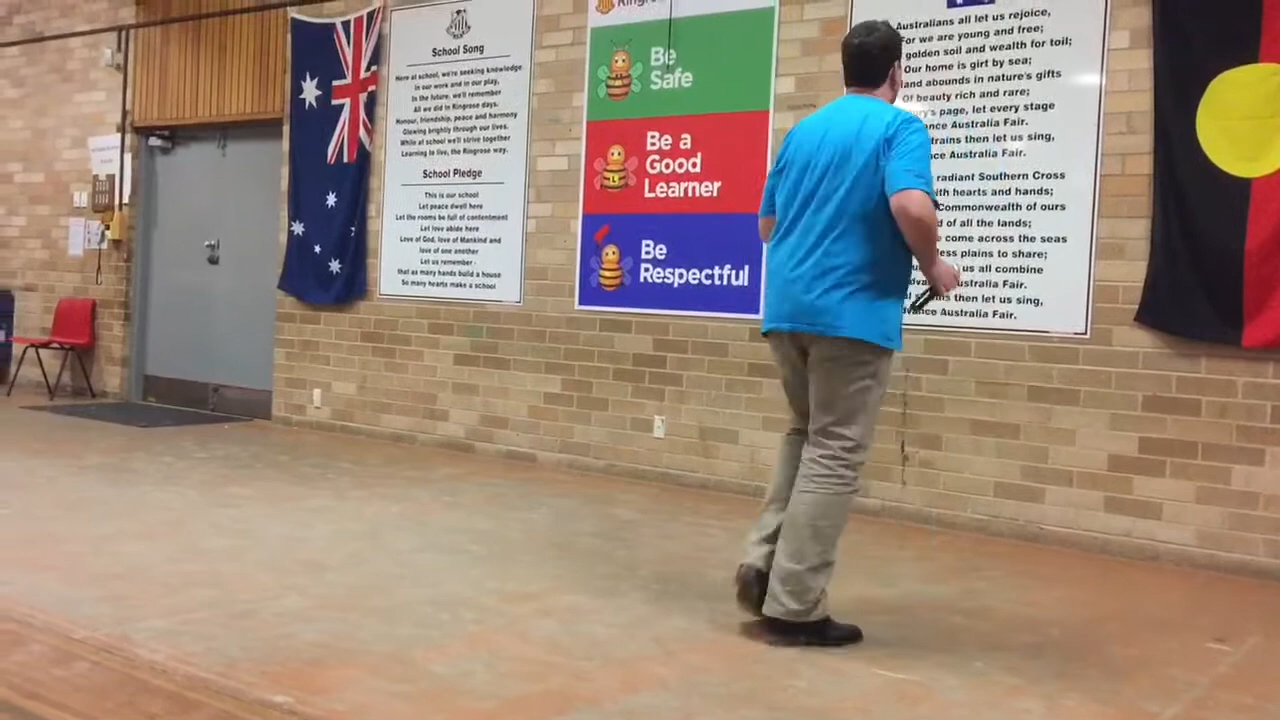 School Song
Here at school, we're seeking knowledge
In our work and in our play,
In the future, we'll remember
All we did in Ringrose days.
Honour, friendship, peace and harmony
Glowing brightly through our lives.
While at school we'll strive together
Learning to live, the Ringrose way.
School Pledge
This is our school
Let peace dwell here
Let the rooms be full of contentment
Let love abide here
Love of God, love of Mankind and
love of one another
Let us remember -
that as many hands build a house
So many hearts make a school
Ringrose
Be
Safe
Be a
Good
Learner
L
Be
Respectful
Australians all let us rejoice,
For we are young and free;
golden soil and wealth for toil;
Our home is girt by sea;
land abounds in nature's gifts
Of beauty rich and rare;
page, let every stage
Australia Fair.
then let us sing,
Australia Fair.
radiant Southern Cross
with hearts and hands;
Commonwealth of ours
of all the lands;
come across the seas
plains to share;
us all combine
Australia Fair.
then let us sing,
Advance Australia Fair.